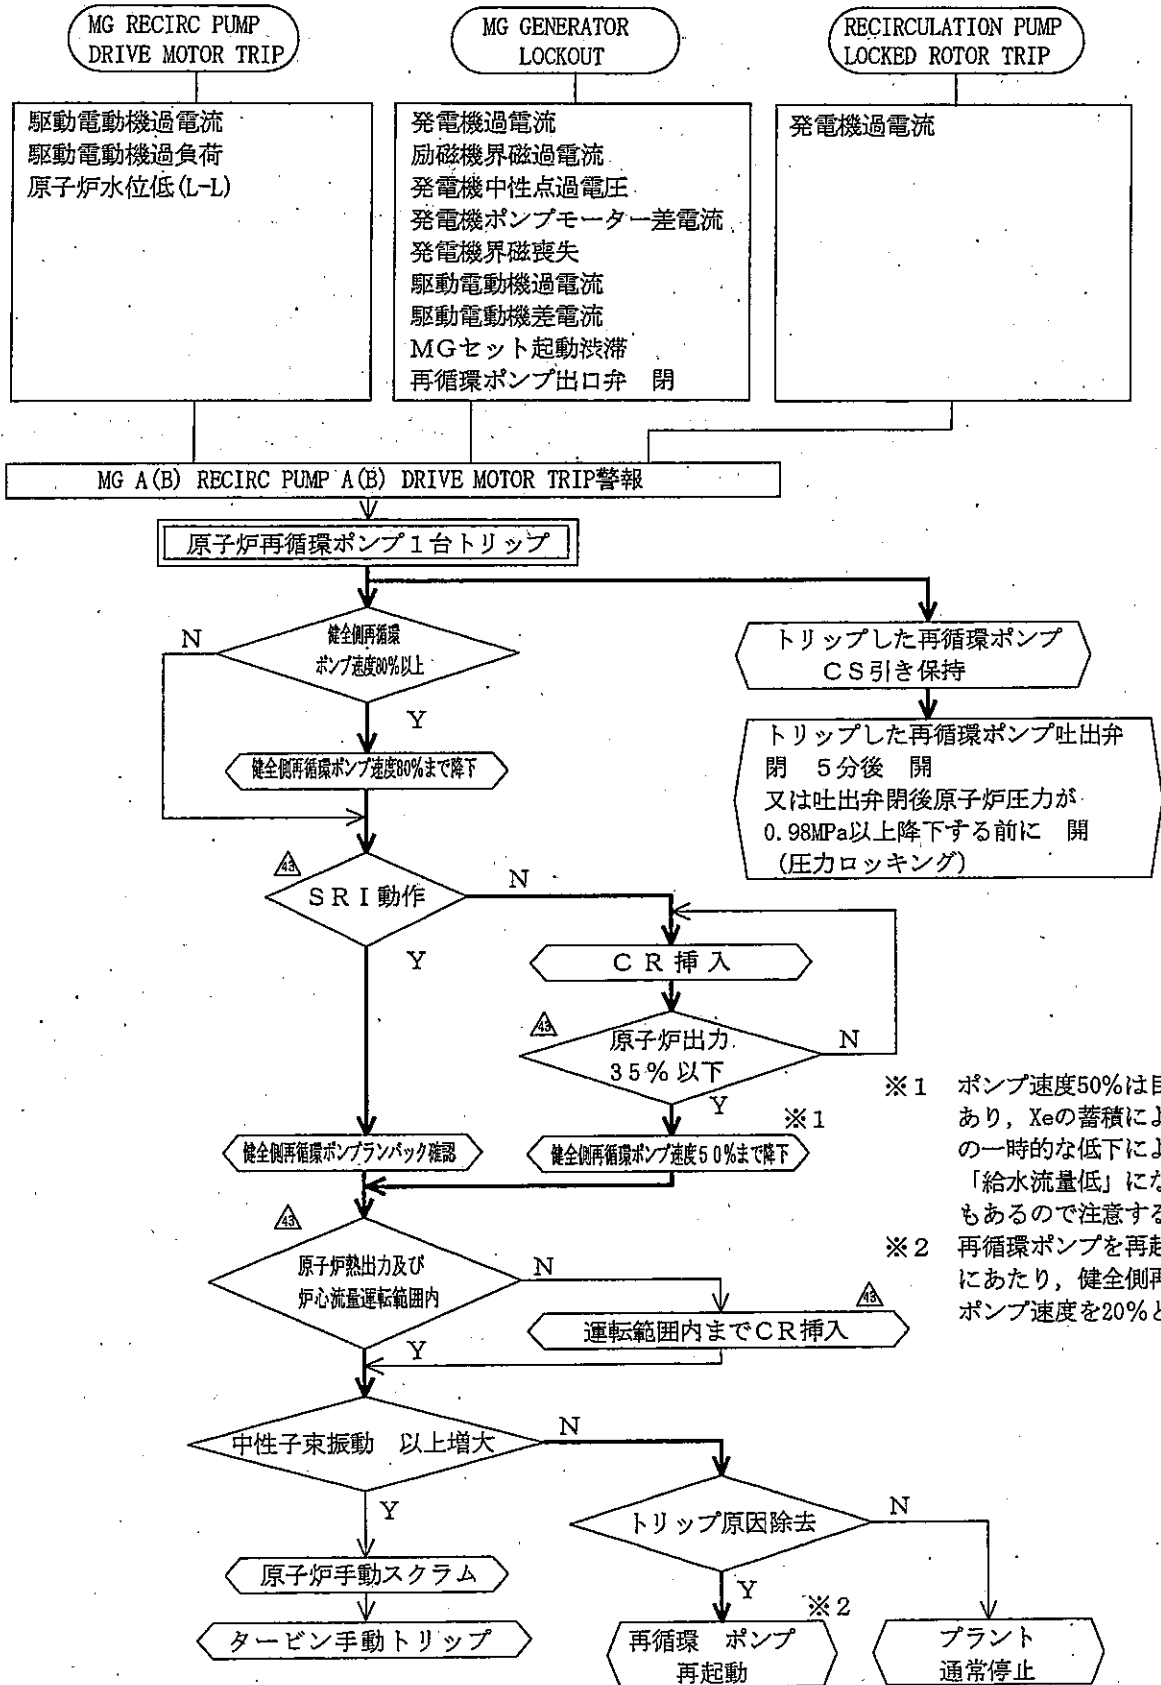 MG RECIRC PUMP
DRIVE MOTOR TRIP
MG GENERATOR
LOCKOUT
RECIRCULATION PUMP
LOCKED ROTOR TRIP
駆動電動機過電流
駆動電動機過負荷
原子炉水位低(L-L)
発電機過電流
励磁機界磁過電流
発電機中性点過電圧
発電機ポンプモーター差電流
発電機界磁喪失
駆動電動機過電流
駆動電動機差電流
MGセット起動渋滞
再循環ポンプ出口弁 閉
発電機過電流
MG A(B) RECIRC PUMP A(B) DRIVE MOTOR TRIP警報
原子炉再循環ポンプ1台トリップ
N
健全側再循環
ポンプ速度80%以上
Y
健全側再循環ポンプ速度80%まで降下
トリップした再循環ポンプ
CS引き保持
トリップした再循環ポンプ吐出弁
閉 5分後 開
又は吐出弁閉後原子炉圧力が
0.98MPa以上降下する前に 開
(圧力ロッキング)
43
SRI動作
N
Y
CR挿入
43
原子炉出力
35%以下
N
Y
※1
健全側再循環ポンプランバック確認
健全側再循環ポンプ速度50%まで降下
※1 ポンプ速度50%は目
あり,Xeの蓄積によ
の一時的な低下によ
「給水流量低」にな
もあるので注意する
※2 再循環ポンプを再起
にあたり,健全側再
ポンプ速度を20%と
43
原子炉熱出力及び
炉心流量運転範囲内
N
Y
43
運転範囲内までCR挿入
中性子束振動 以上増大
N
Y
トリップ原因除去
N
Y
※2
原子炉手動スクラム
タービン手動トリップ
再循環 ポンプ
再起動
プラント
通常停止